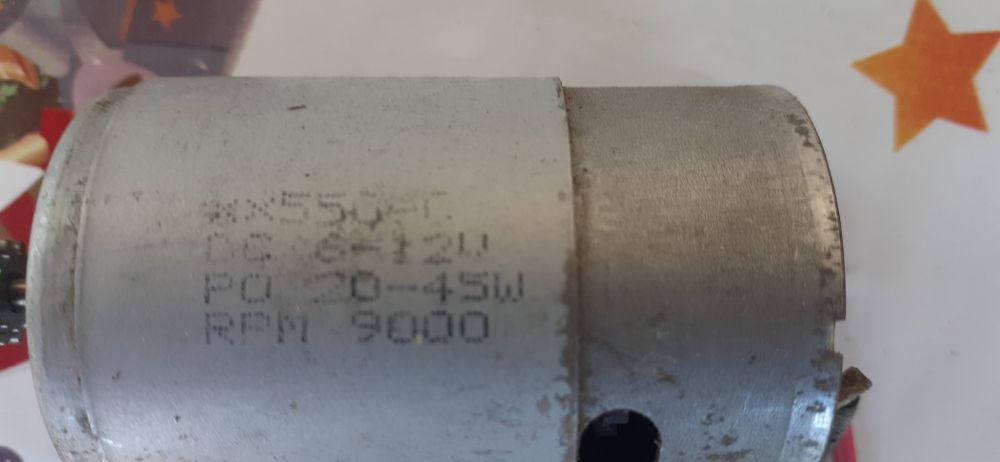 DC 6-12V
PO 20-45W
RPM 9000